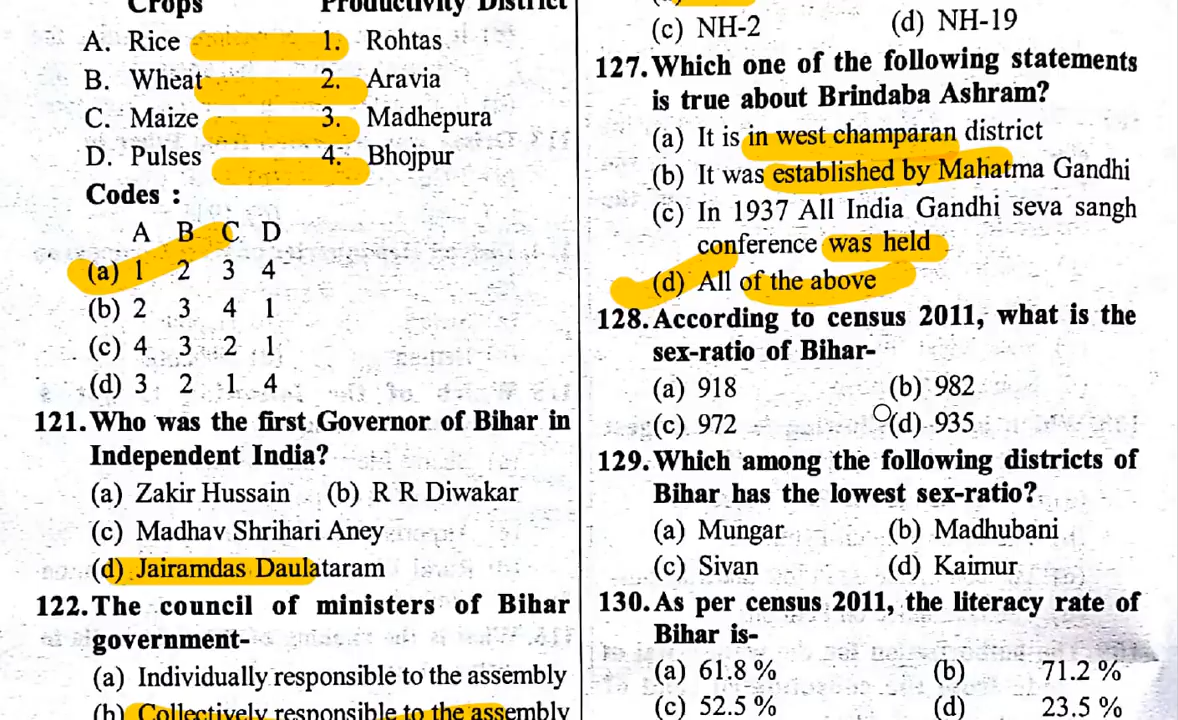 Crops Productivity District
A. Rice 1. Rohtas
B. Wheat 2. Aravia
C. Maize 3. Madhepura
D. Pulses 4. Bhojpur
Codes :
A B C D
(a) 1 2 3 4
(b) 2 3 4 1
(c) 4 3 2 1
(d) 3 2 1 4
121. Who was the first Governor of Bihar in
Independent India?
(a) Zakir Hussain (b) R R Diwakar
(c) Madhav Shrihari Aney
(d) Jairamdas Daulataram
122. The council of ministers of Bihar
government-
(a) Individually responsible to the assembly
(b) Collectively responsible to the assembly
(c) NH-2 (d) NH-19
127. Which one of the following statements
is true about Brindaba Ashram?
(a) It is in west champaran district
(b) It was established by Mahatma Gandhi
(c) In 1937 All India Gandhi seva sangh
conference was held
(d) All of the above
128. According to census 2011, what is the
sex-ratio of Bihar-
(a) 918 (b) 982
(c) 972 (d) 935
129. Which among the following districts of
Bihar has the lowest sex-ratio?
(a) Mungar (b) Madhubani
(c) Sivan (d) Kaimur
130. As per census 2011, the literacy rate of
Bihar is-
(a) 61.8 % (b) 71.2 %
(c) 52.5 % (d) 23.5 %